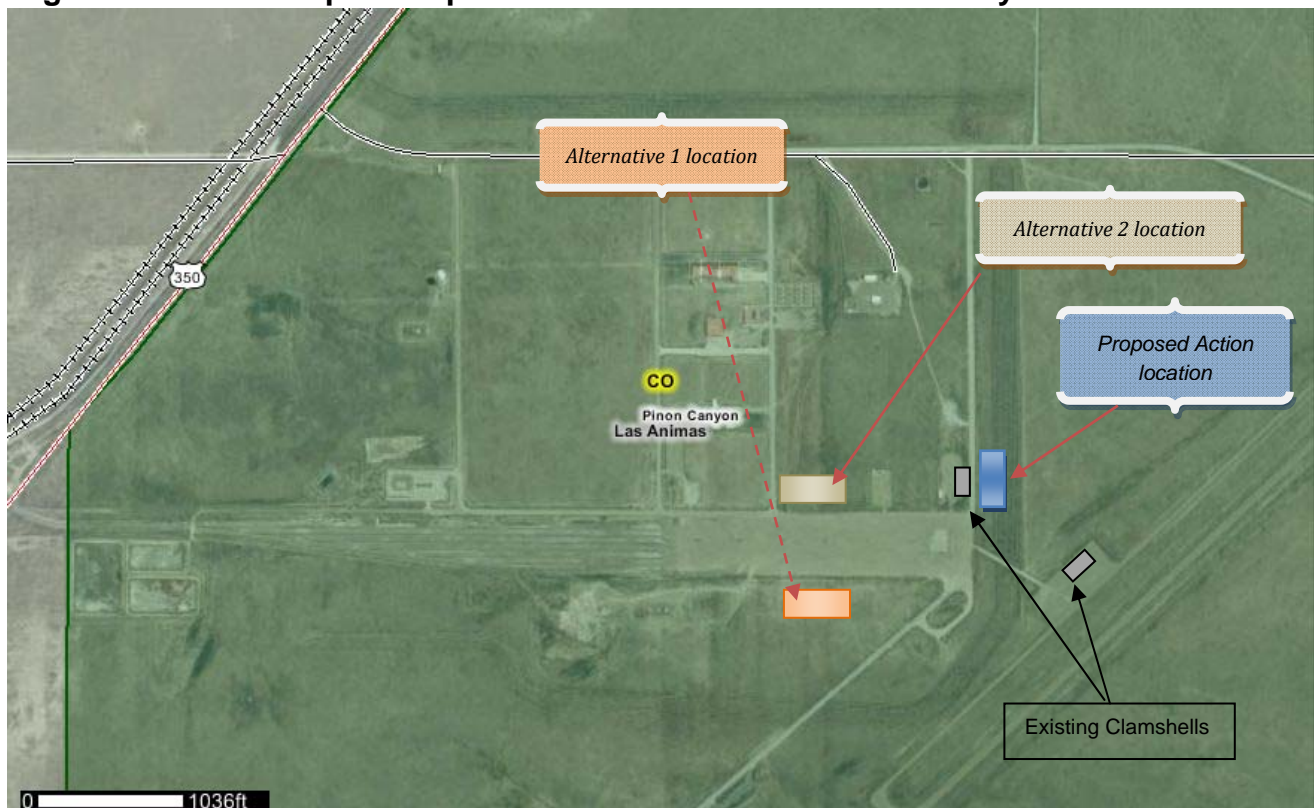 Alternative 1 location
Alternative 2 location
350
Proposed Action
location
CO
Pinon Canyon
Las Animas
Existing Clamshells
0 1036ft